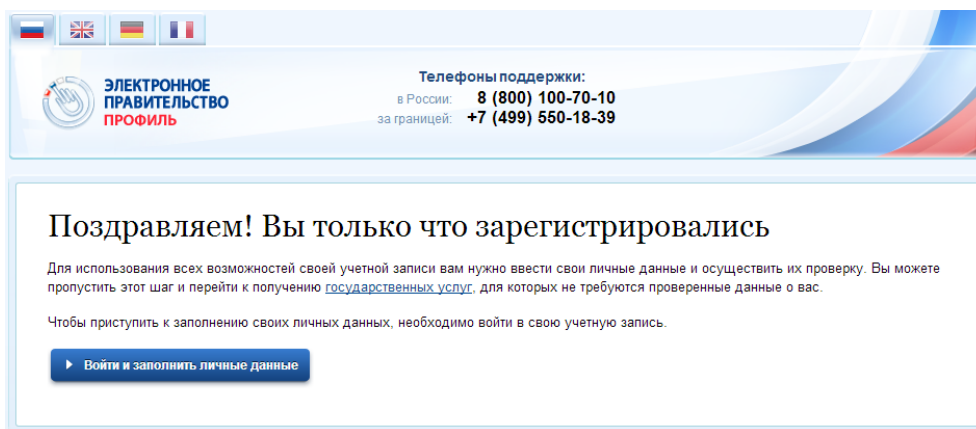 ЭЛЕКТРОННОЕ
ПРАВИТЕЛЬСТВО
ПРОФИЛЬ
Телефоны поддержки:
в России: 8 (800) 100-70-10
за границей: +7 (499) 550-18-39
Поздравляем! Вы только что зарегистрировались
Для использования всех возможностей своей учетной записи вам нужно ввести свои личные данные и осуществить их проверку. Вы можете
пропустить этот шаг и перейти к получению государственных услуг, для которых не требуются проверенные данные о вас.
Чтобы приступить к заполнению своих личных данных, необходимо войти в свою учетную запись.
Войти и заполнить личные данные